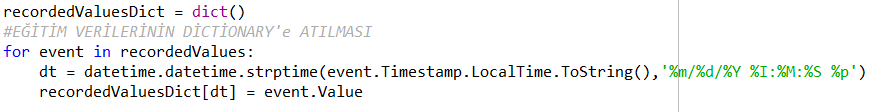 recordedValuesDict = dict()
#EĞİTİM VERİLERİNİN DİCTİONARY'e ATILMASI
for event in recordedValues:
    dt = datetime.datetime.strptime(event.Timestamp.LocalTime.ToString(),'%m/%d/%Y %I:%M:%S %p')
    recordedValuesDict[dt] = event.Value